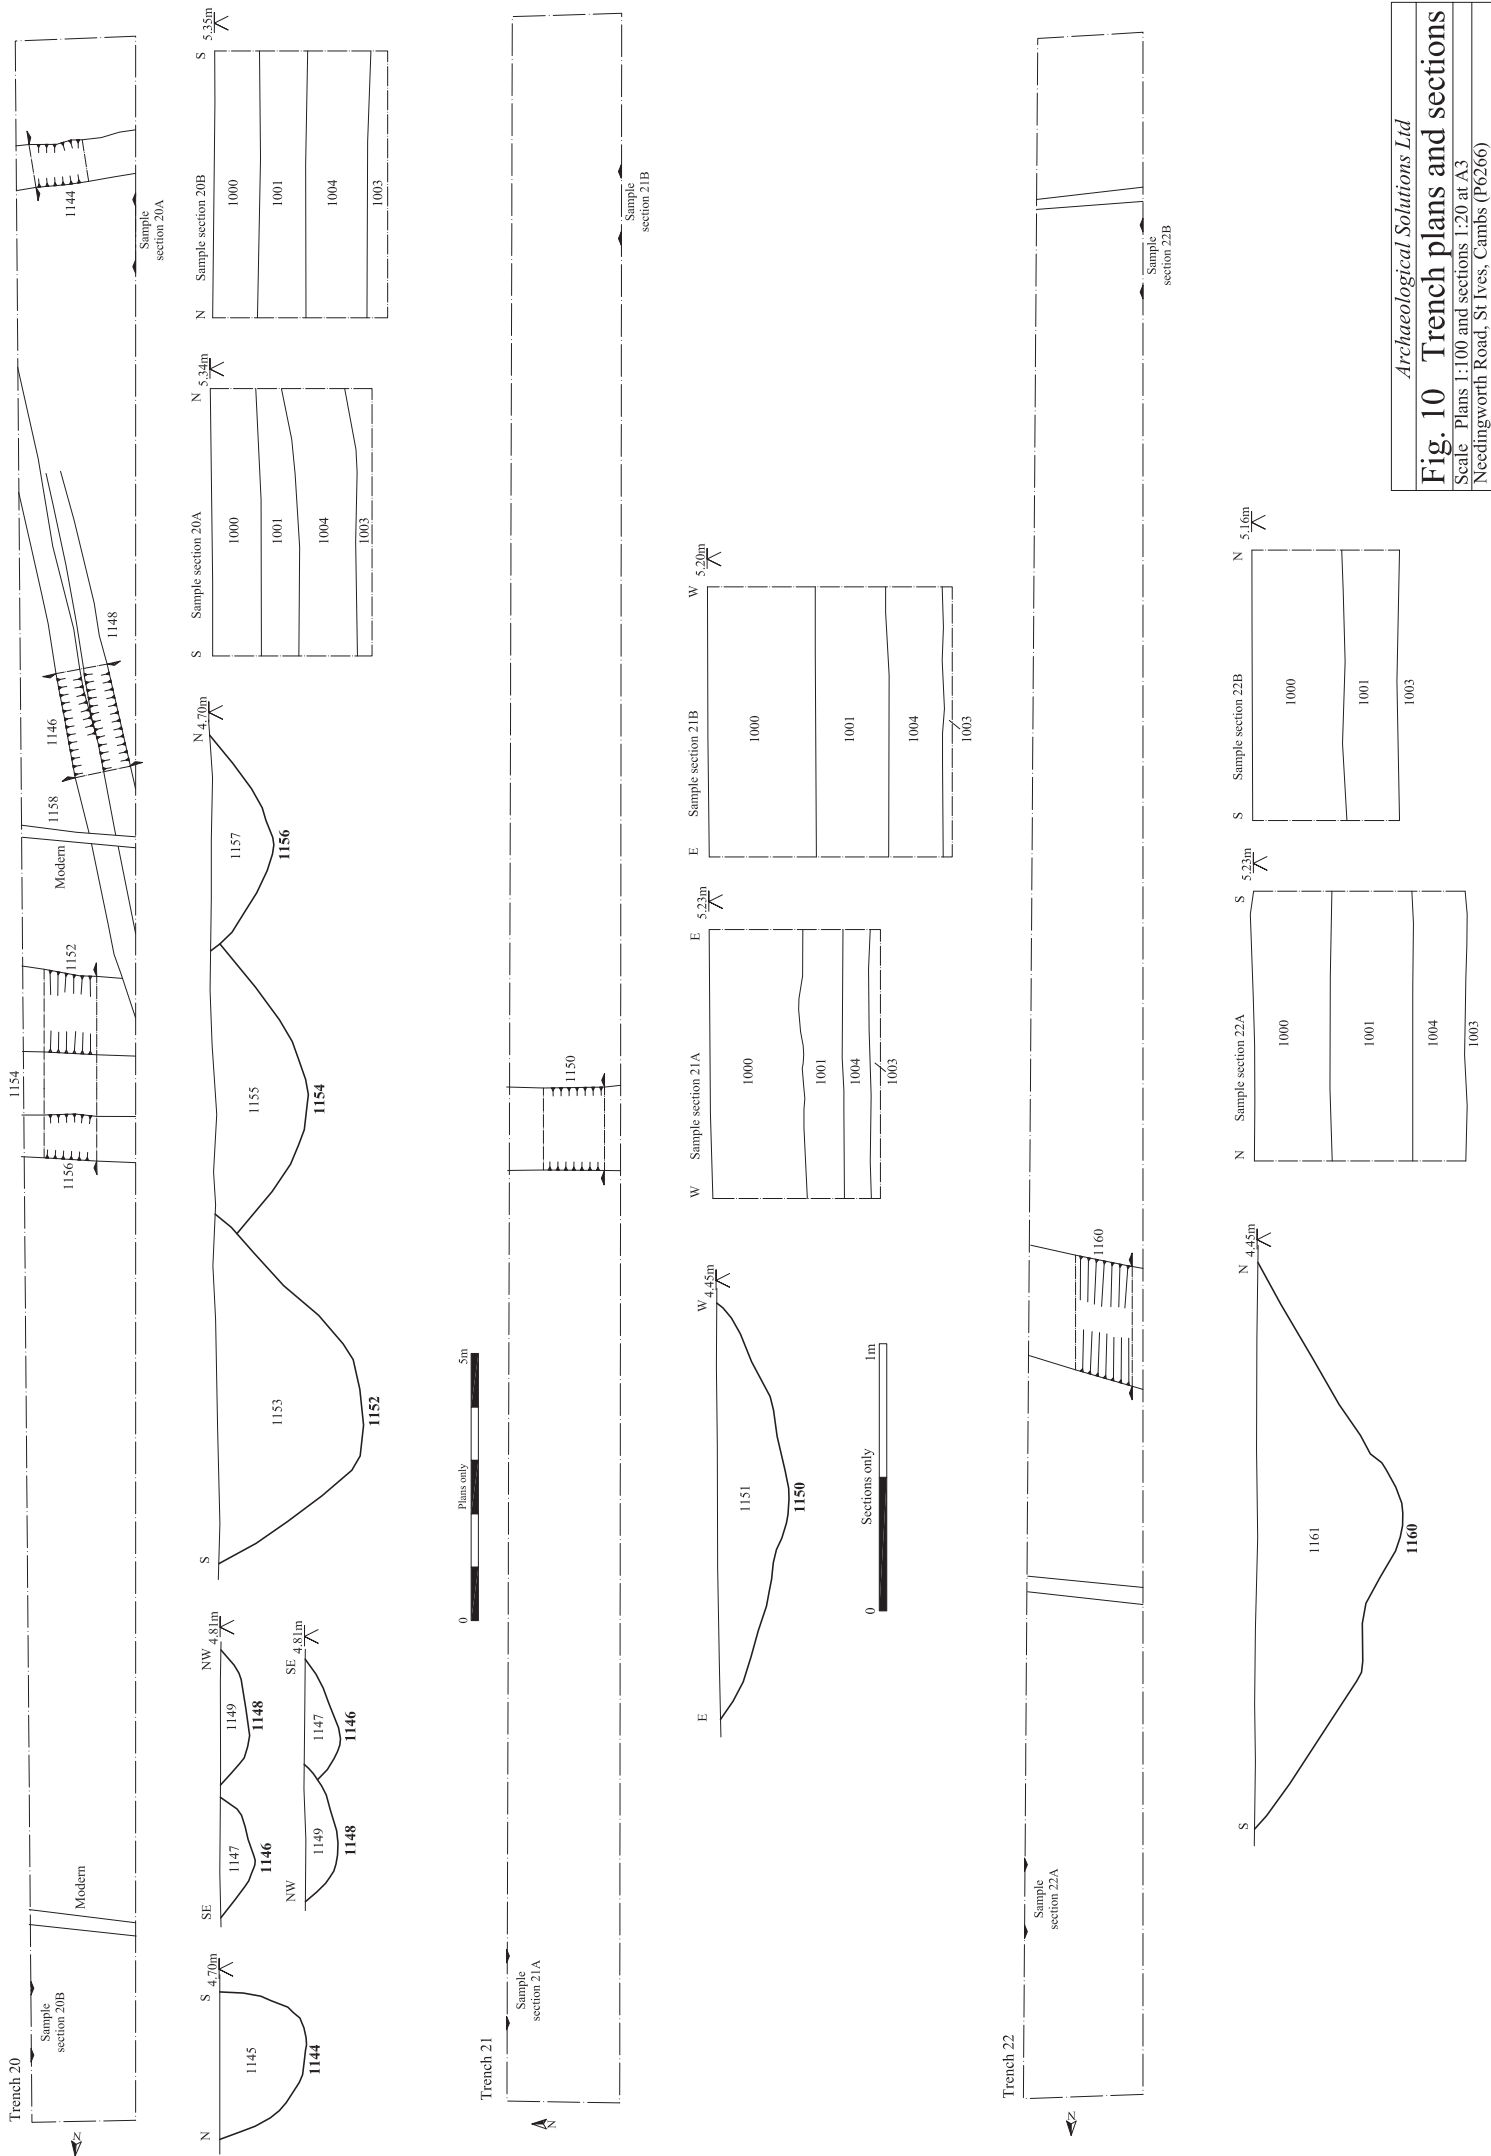 Trench 20
Sample
section 20B
Modern
1156
1154
1152
Modern
1158
1146
1148
1144
Sample
section 20A
N
N
S
4.70m
1145
1144
SE
NW
4.81m
1147
1149
1146
1148
NW
SE
4.81m
1149
1147
1148
1146
S
N
4.70m
1153
1155
1157
1152
1154
1156
S
Sample section 20A
N
5.34m
1000
1001
1004
1003
N
Sample section 20B
S
5.35m
1000
1001
1004
1003
0
Plans only
5m
Trench 21
Sample
section 21A
1150
Sample
section 21B
N
E
W
4.45m
1151
1150
W
Sample section 21A
E
5.23m
1000
1001
1004
1003
E
Sample section 21B
W
5.20m
1000
1001
1004
1003
0
Sections only
1m
Trench 22
Sample
section 22A
1160
Sample
section 22B
N
S
N
4.45m
1161
1160
N
Sample section 22A
S
5.23m
1000
1001
1004
1003
S
Sample section 22B
N
5.16m
1000
1001
1003
Archaeological Solutions Ltd
Fig. 10 Trench plans and sections
Scale Plans 1:100 and sections 1:20 at A3
Needingworth Road, St Ives, Cambs (P6266)